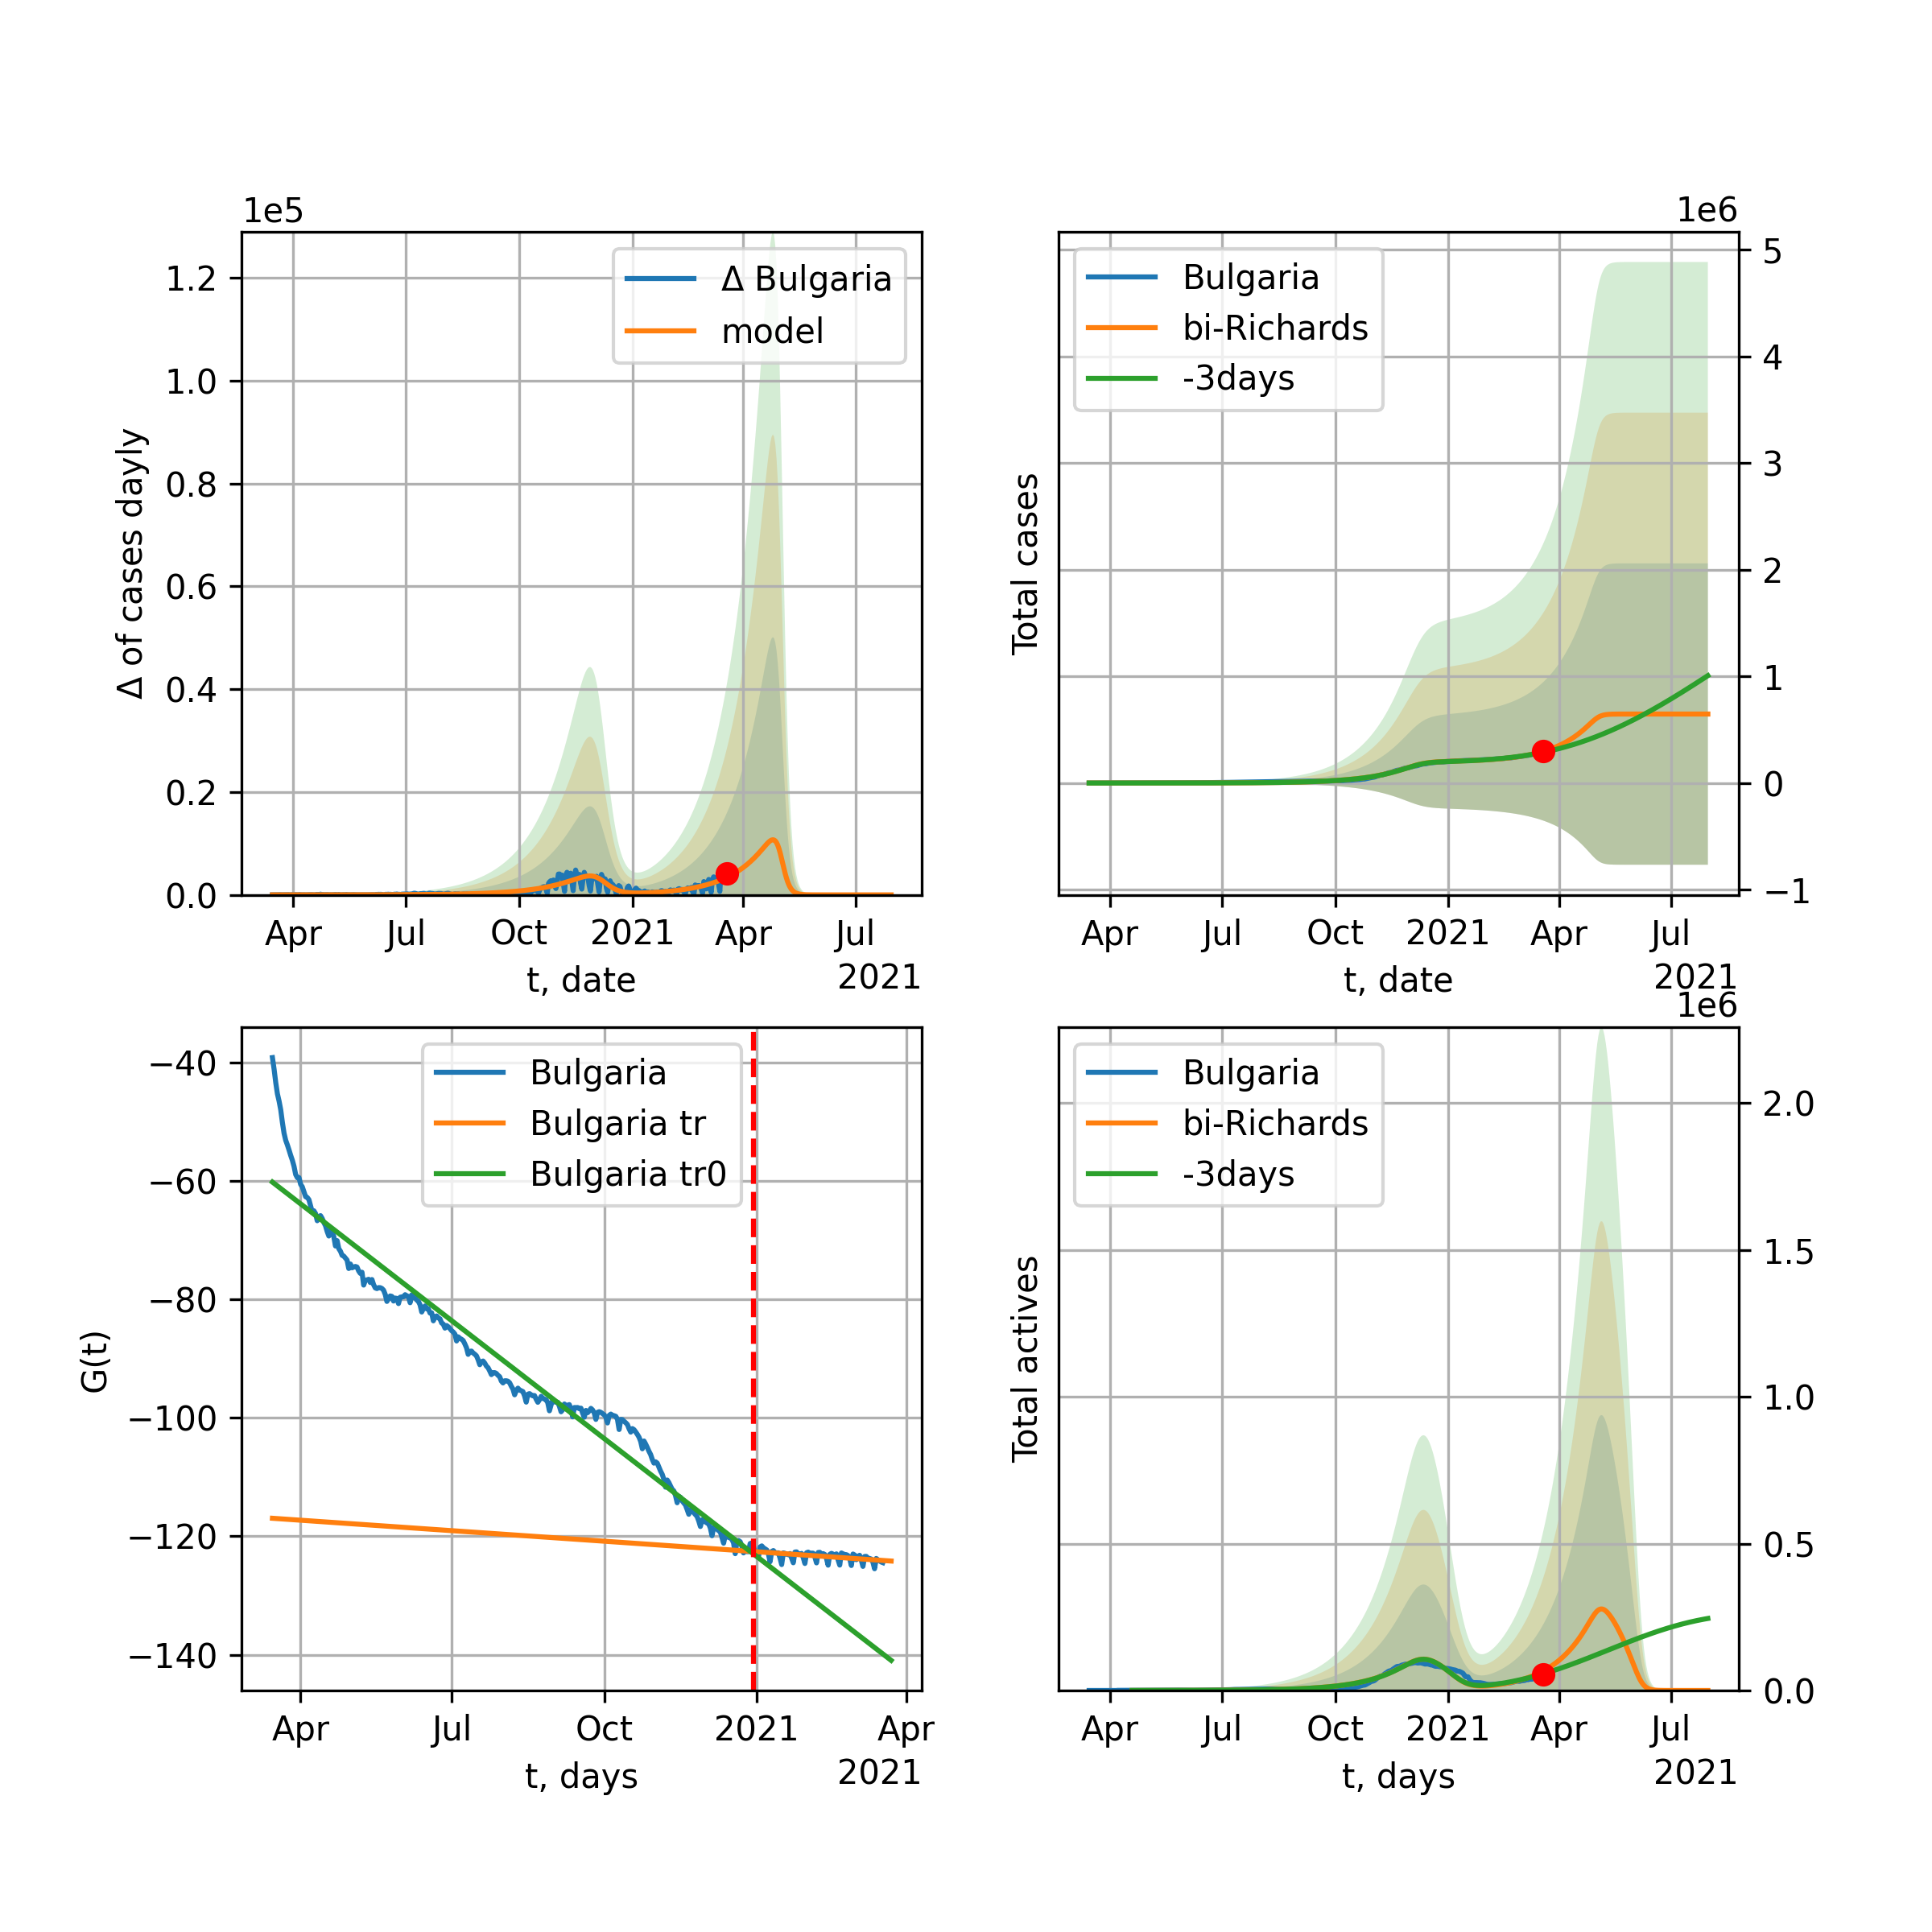 1e5
1.2
1.0
0.8
0.6
0.4
0.2
0.0
Δ of cases dayly
Δ Bulgaria
model
Apr Jul Oct 2021 Apr Jul
t, date
2021
1e6
5
4
3
2
1
0
−1
Total cases
Bulgaria
bi-Richards
-3days
Apr Jul Oct 2021 Apr Jul
t, date
2021
−40
−60
−80
−100
−120
−140
G(t)
Bulgaria
Bulgaria tr
Bulgaria tr0
Apr Jul Oct 2021 Apr
t, days
2021
1e6
2.0
1.5
1.0
0.5
0.0
Total actives
Bulgaria
bi-Richards
-3days
Apr Jul Oct 2021 Apr Jul
t, days
2021